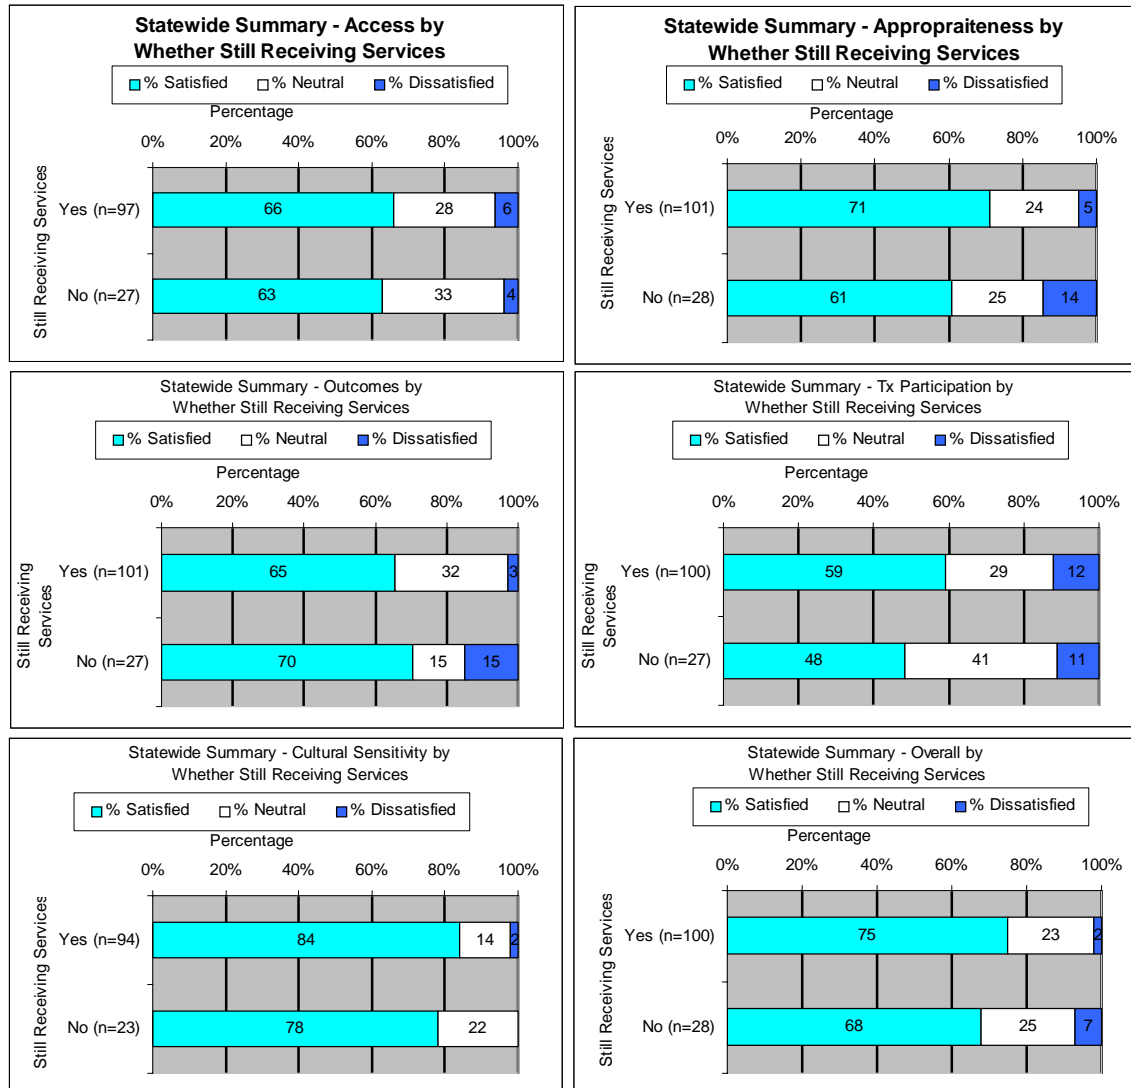 Statewide Summary - Access by
Whether Still Receiving Services
% Satisfied % Neutral % Dissatisfied
Percentage
0% 20% 40% 60% 80% 100%
Still Receiving Services
Yes (n=97) 66 28 6
No (n=27) 63 33 4
Statewide Summary - Appropraiteness by
Whether Still Receiving Services
% Satisfied % Neutral % Dissatisfied
Percentage
0% 20% 40% 60% 80% 100%
Still Receiving Services
Yes (n=101) 71 24 5
No (n=28) 61 25 14
Statewide Summary - Outcomes by
Whether Still Receiving Services
% Satisfied % Neutral % Dissatisfied
Percentage
0% 20% 40% 60% 80% 100%
Still Receiving
Services
Yes (n=101) 65 32 3
No (n=27) 70 15 15
Statewide Summary - Tx Participation by
Whether Still Receiving Services
% Satisfied % Neutral % Dissatisfied
Percentage
0% 20% 40% 60% 80% 100%
Still Receiving
Services
Yes (n=100) 59 29 12
No (n=27) 48 41 11
Statewide Summary - Cultural Sensitivity by
Whether Still Receiving Services
% Satisfied % Neutral % Dissatisfied
Percentage
0% 20% 40% 60% 80% 100%
Still Receiving Services
Yes (n=94) 84 14 2
No (n=23) 78 22
Statewide Summary - Overall by
Whether Still Receiving Services
% Satisfied % Neutral % Dissatisfied
Percentage
0% 20% 40% 60% 80% 100%
Still Receiving Services
Yes (n=100) 75 23 2
No (n=28) 68 25 7